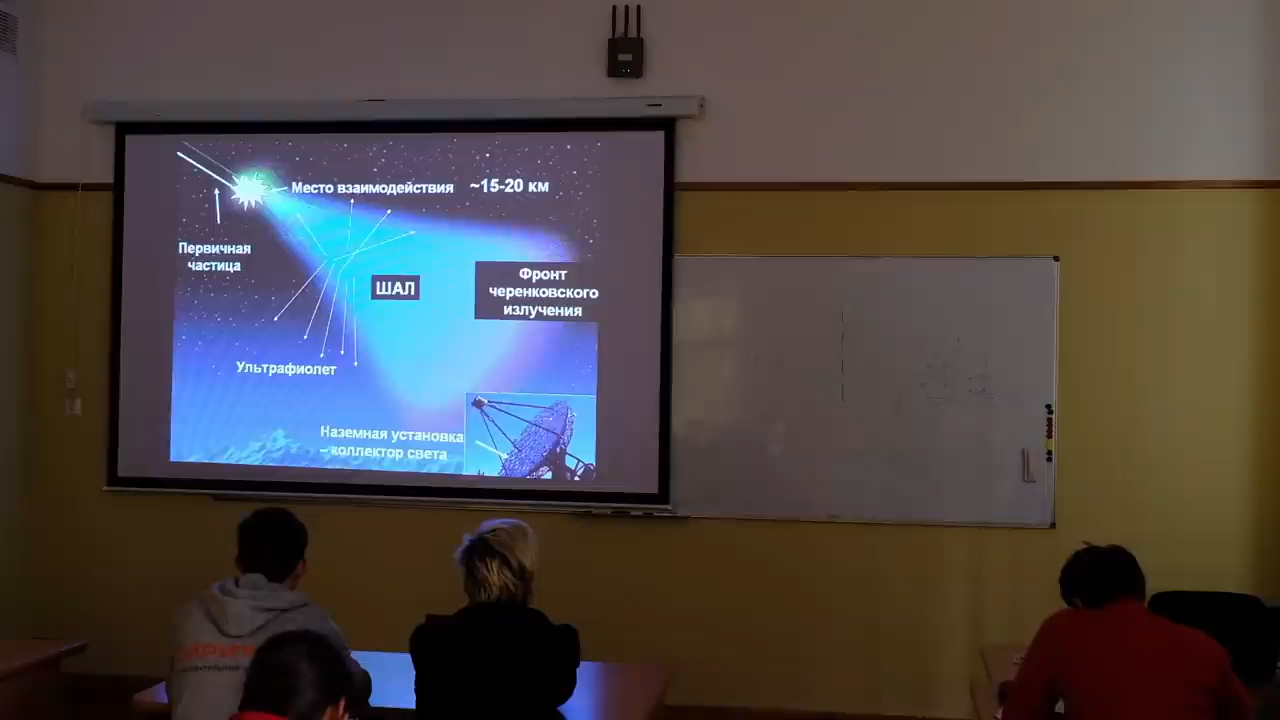 Место взаимодействия ~15-20 км
Первичная
частица
ШАЛ
Фронт
черенковского
излучения
Ультрафиолет
Наземная установка
– коллектор света